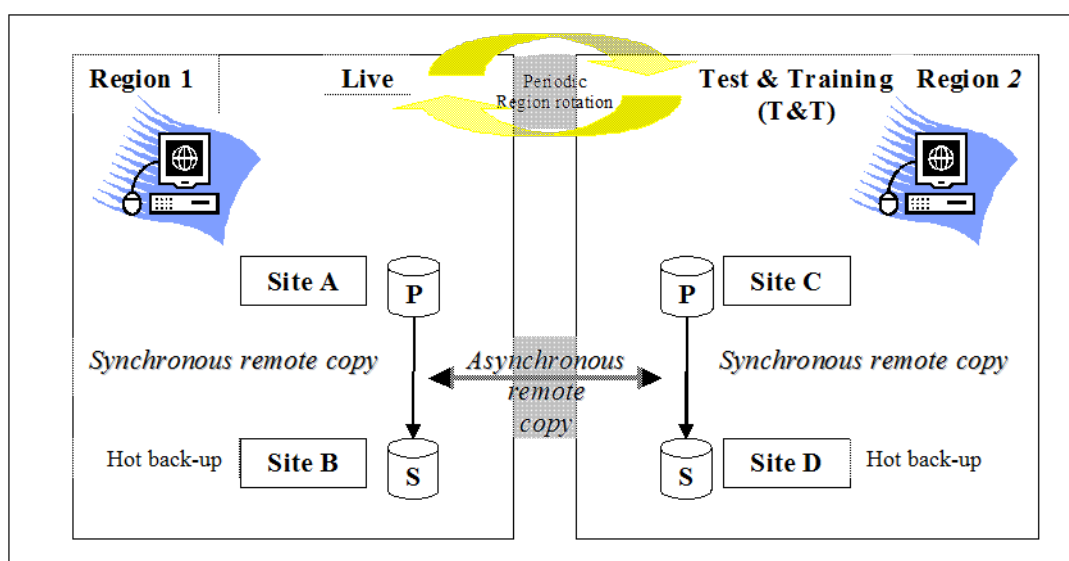 Region 1
Live
Periodic
Region rotation
Test & Training
(T&T)
Region 2
Site A
P
P
Site C
Synchronous remote copy
Asynchronous
remote
copy
Synchronous remote copy
Hot back-up
Site B
S
S
Site D
Hot back-up